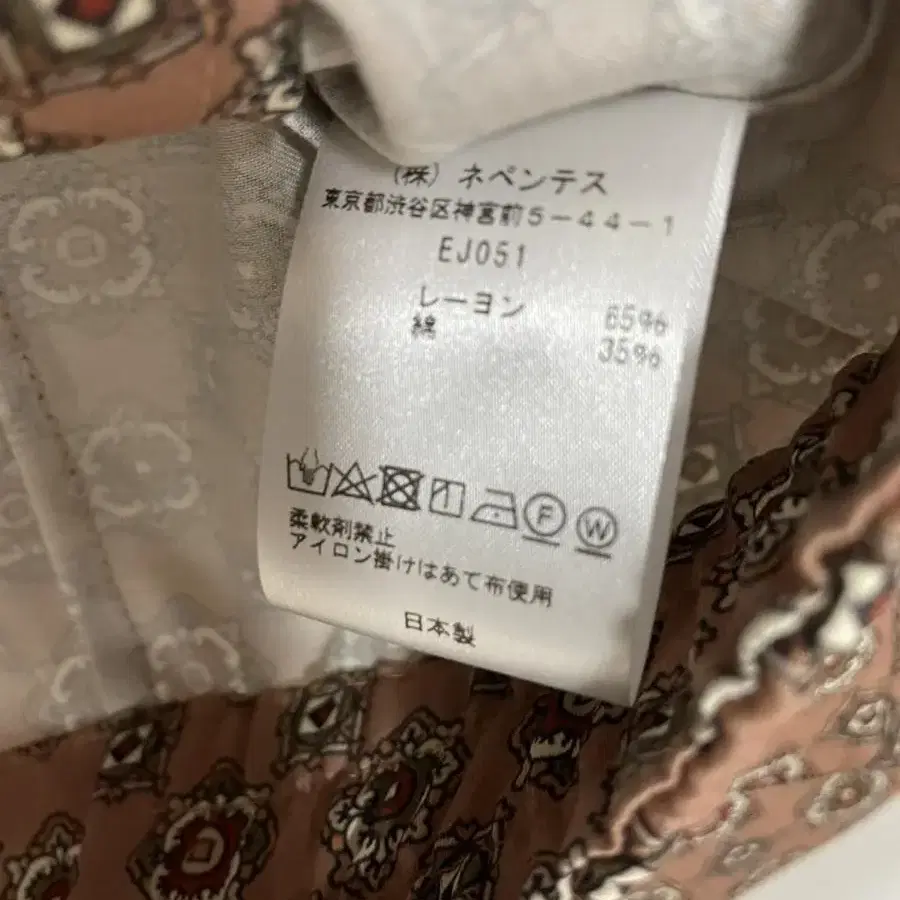 (株) ネペンテス
東京都渋谷区神宮前5-44-1
EJ051
レーヨン 65%
綿 35%
F W
柔軟剤禁止
アイロン掛けはあて布使用
日本製